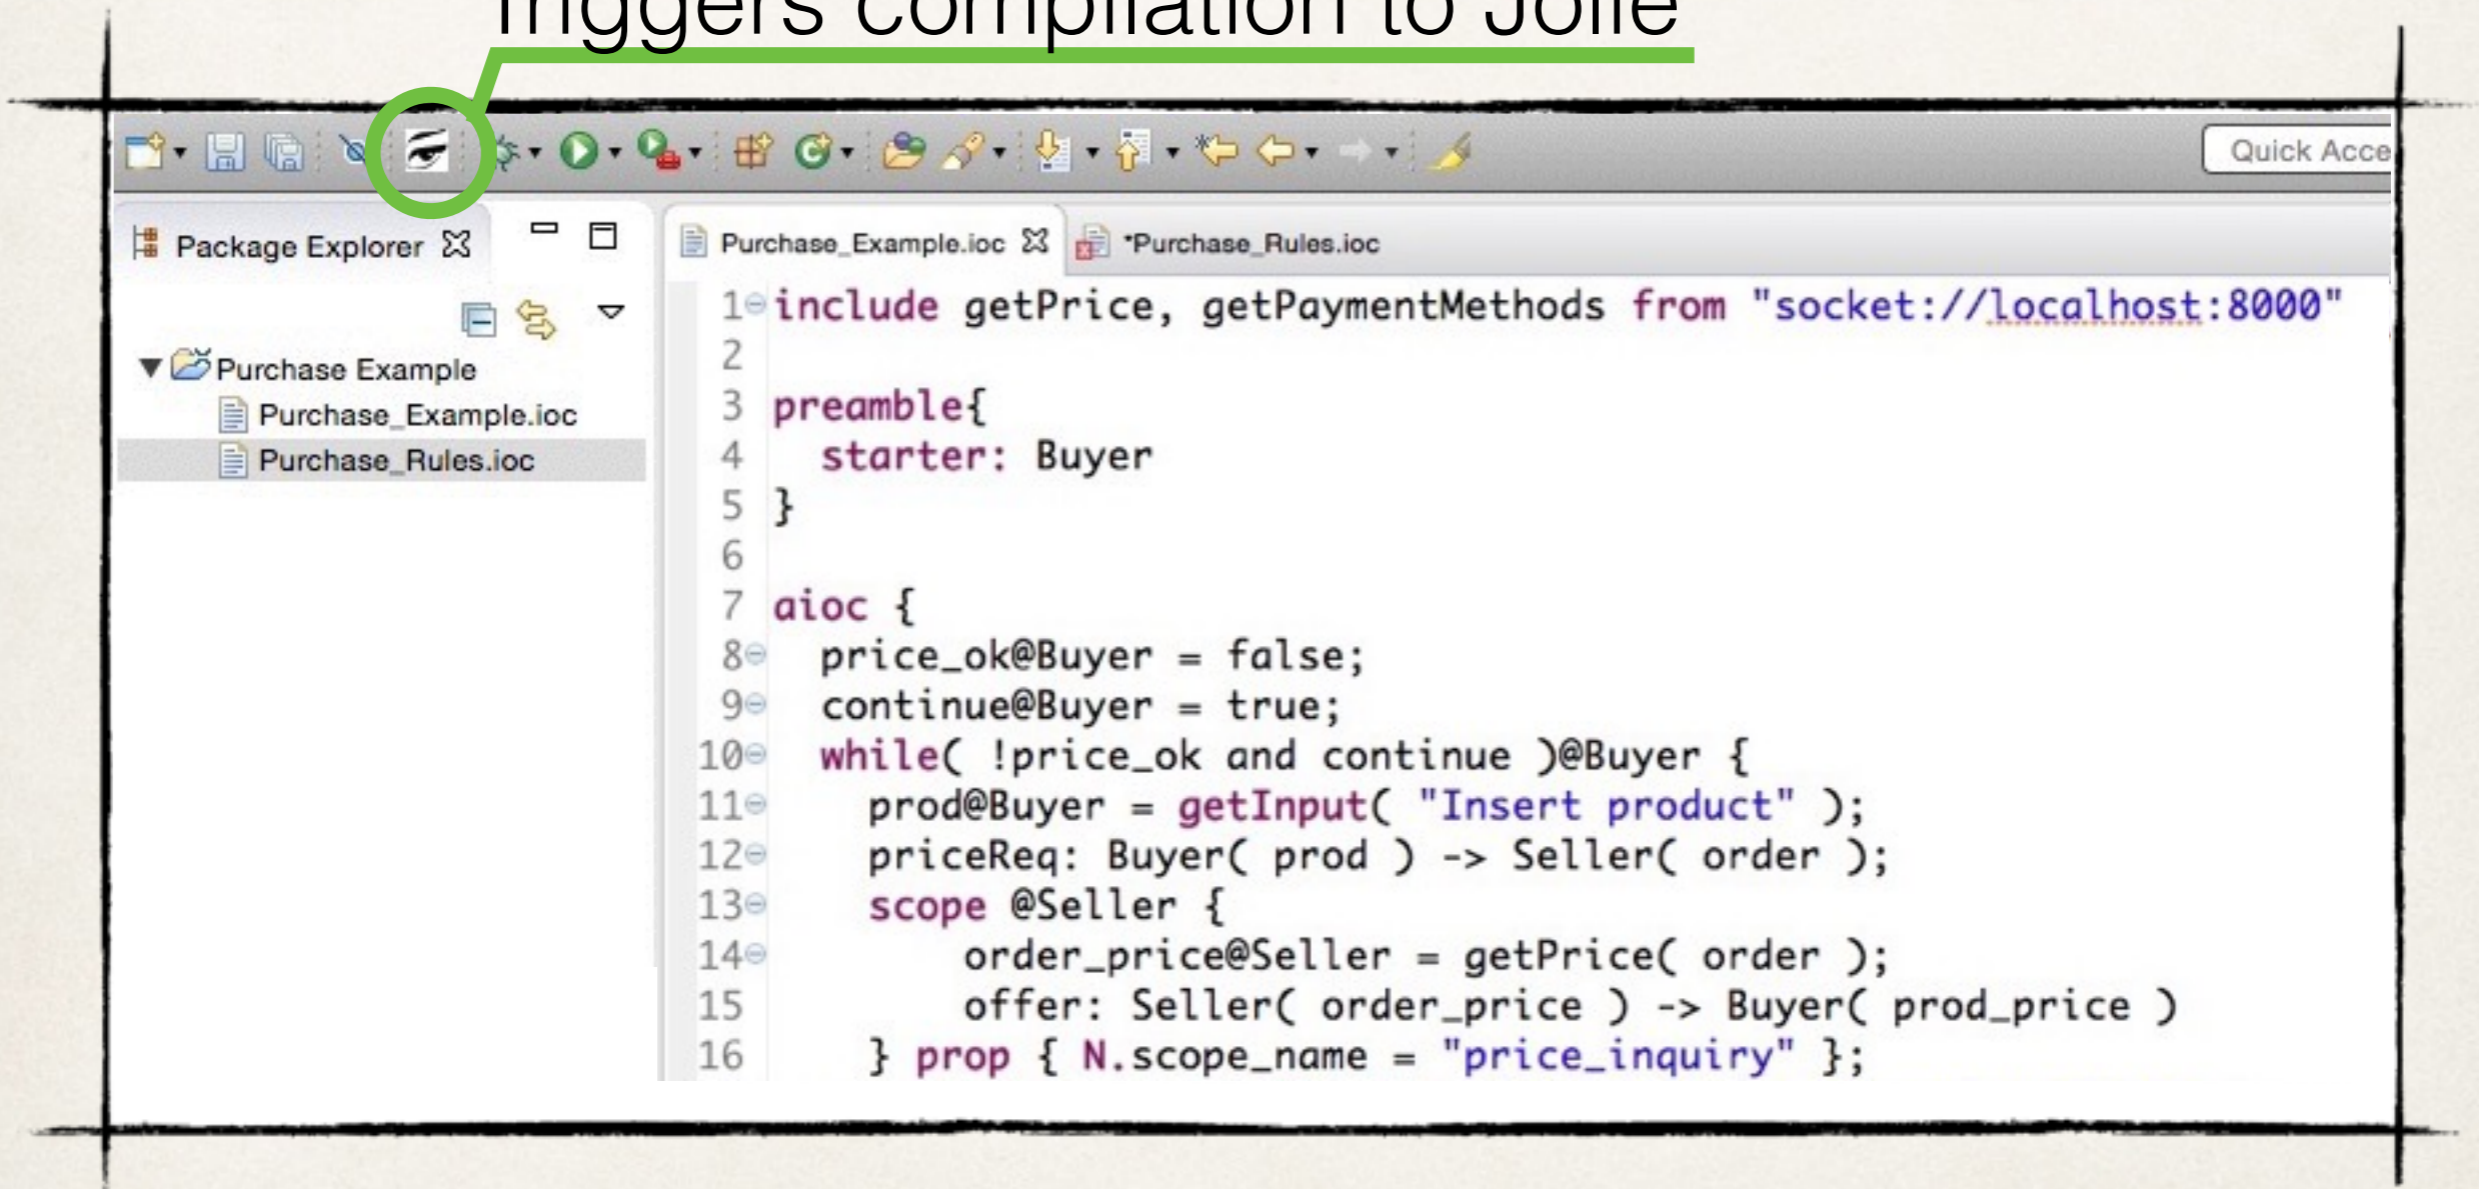 Triggers compilation to Jolie
Quick Acce
Package Explorer
Purchase_Example.ioc
*Purchase_Rules.ioc
Purchase Example
Purchase_Example.ioc
Purchase_Rules.ioc
1 include getPrice, getPaymentMethods from "socket://localhost:8000"
2
3 preamble{
4 starter: Buyer
5 }
6
7 aioc {
8 price_ok@Buyer = false;
9 continue@Buyer = true;
10 while( !price_ok and continue )@Buyer {
11 prod@Buyer = getInput( "Insert product" );
12 priceReq: Buyer( prod ) -> Seller( order );
13 scope @Seller {
14 order_price@Seller = getPrice( order );
15 offer: Seller( order_price ) -> Buyer( prod_price )
16 } prop { N.scope_name = "price_inquiry" };